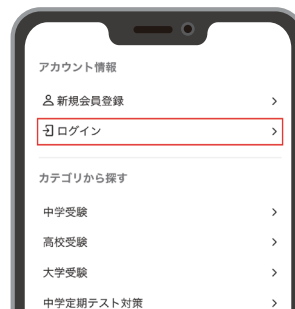 アカウント情報
新規会員登録
ログイン
カテゴリから探す
中学受験
高校受験
大学受験
中学定期テスト対策